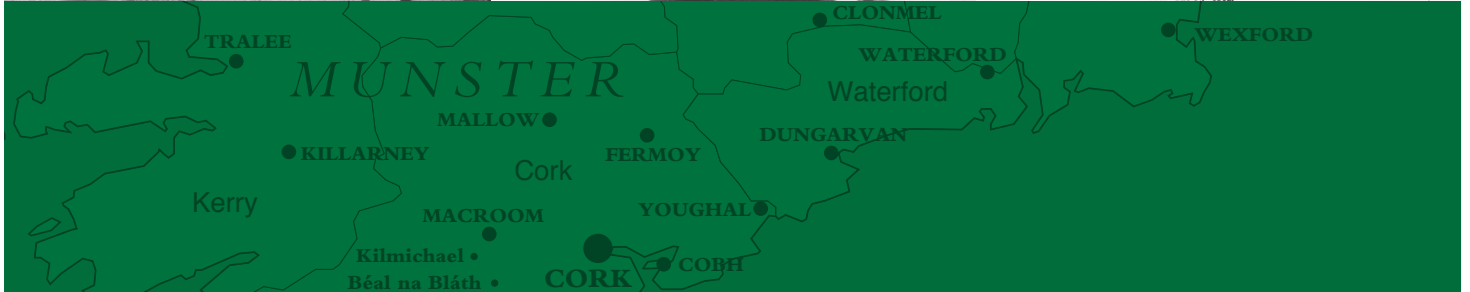 CLONMEL
WEXFORD
TRALEE
WATERFORD
MUNSTER
Waterford
MALLOW
DUNGARVAN
KILLARNEY
FERMOY
Cork
Kerry
YOUGHAL
MACROOM
Kilmichael
COBH
CORK
Béal na Bláth